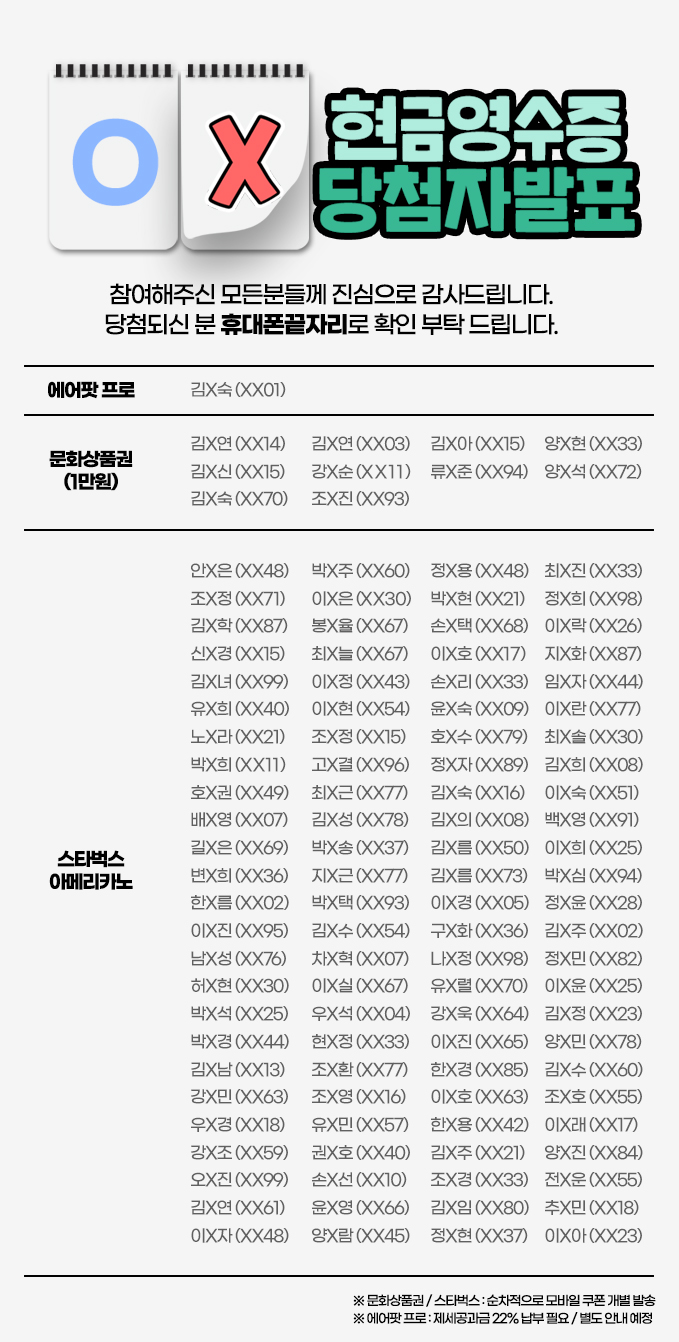 O X 현금영수증
당첨자발표
참여해주신 모든분들께 진심으로 감사드립니다.
당첨되신 분 휴대폰끝자리로 확인 부탁 드립니다.
에어팟 프로 김X숙 (XX01)
문화상품권
(1만원)
김X연 (XX14) 김X연 (XX03) 김X아 (XX15) 양X현 (XX33)
김X신 (XX15) 강X순 (XX11) 류X준 (XX94) 양X석 (XX72)
김X숙 (XX70) 조X진 (XX93)
스타벅스
아메리카노
안X은 (XX48) 박X주 (XX60) 정X용 (XX48) 최X진 (XX33)
조X정 (XX71) 이X은 (XX30) 박X현 (XX21) 정X희 (XX98)
김X학 (XX87) 봉X율 (XX67) 손X택 (XX68) 이X락 (XX26)
신X경 (XX15) 최X늘 (XX67) 이X호 (XX17) 지X화 (XX87)
김X녀 (XX99) 이X정 (XX43) 손X리 (XX33) 임X자 (XX44)
유X희 (XX40) 이X현 (XX54) 윤X숙 (XX09) 이X란 (XX77)
노X라 (XX21) 조X정 (XX15) 호X수 (XX79) 최X솔 (XX30)
박X희 (XX11) 고X결 (XX96) 정X자 (XX89) 김X희 (XX08)
호X권 (XX49) 최X근 (XX77) 김X숙 (XX16) 이X숙 (XX51)
배X영 (XX07) 김X성 (XX78) 김X의 (XX08) 백X영 (XX91)
길X은 (XX69) 박X송 (XX37) 김X름 (XX50) 이X희 (XX25)
변X희 (XX36) 지X근 (XX77) 김X름 (XX73) 박X심 (XX94)
한X름 (XX02) 박X택 (XX93) 이X경 (XX05) 정X윤 (XX28)
이X진 (XX95) 김X수 (XX54) 구X화 (XX36) 김X주 (XX02)
남X성 (XX76) 차X혁 (XX07) 나X정 (XX98) 정X민 (XX82)
허X현 (XX30) 이X실 (XX67) 유X렬 (XX70) 이X윤 (XX25)
박X석 (XX25) 우X석 (XX04) 강X욱 (XX64) 김X정 (XX23)
박X경 (XX44) 현X정 (XX33) 이X진 (XX65) 양X민 (XX78)
김X남 (XX13) 조X환 (XX77) 한X경 (XX85) 김X수 (XX60)
강X민 (XX63) 조X영 (XX16) 이X호 (XX63) 조X호 (XX55)
우X경 (XX18) 유X민 (XX57) 한X용 (XX42) 이X래 (XX17)
강X조 (XX59) 권X호 (XX40) 김X주 (XX21) 양X진 (XX84)
오X진 (XX99) 손X선 (XX10) 조X경 (XX33) 전X운 (XX55)
김X연 (XX61) 윤X영 (XX66) 김X임 (XX80) 추X민 (XX18)
이X자 (XX48) 양X람 (XX45) 정X현 (XX37) 이X아 (XX23)
※ 문화상품권 / 스타벅스 : 순차적으로 모바일 쿠폰 개별 발송
※ 에어팟 프로 : 제세공과금 22% 납부 필요 / 별도 안내 예정